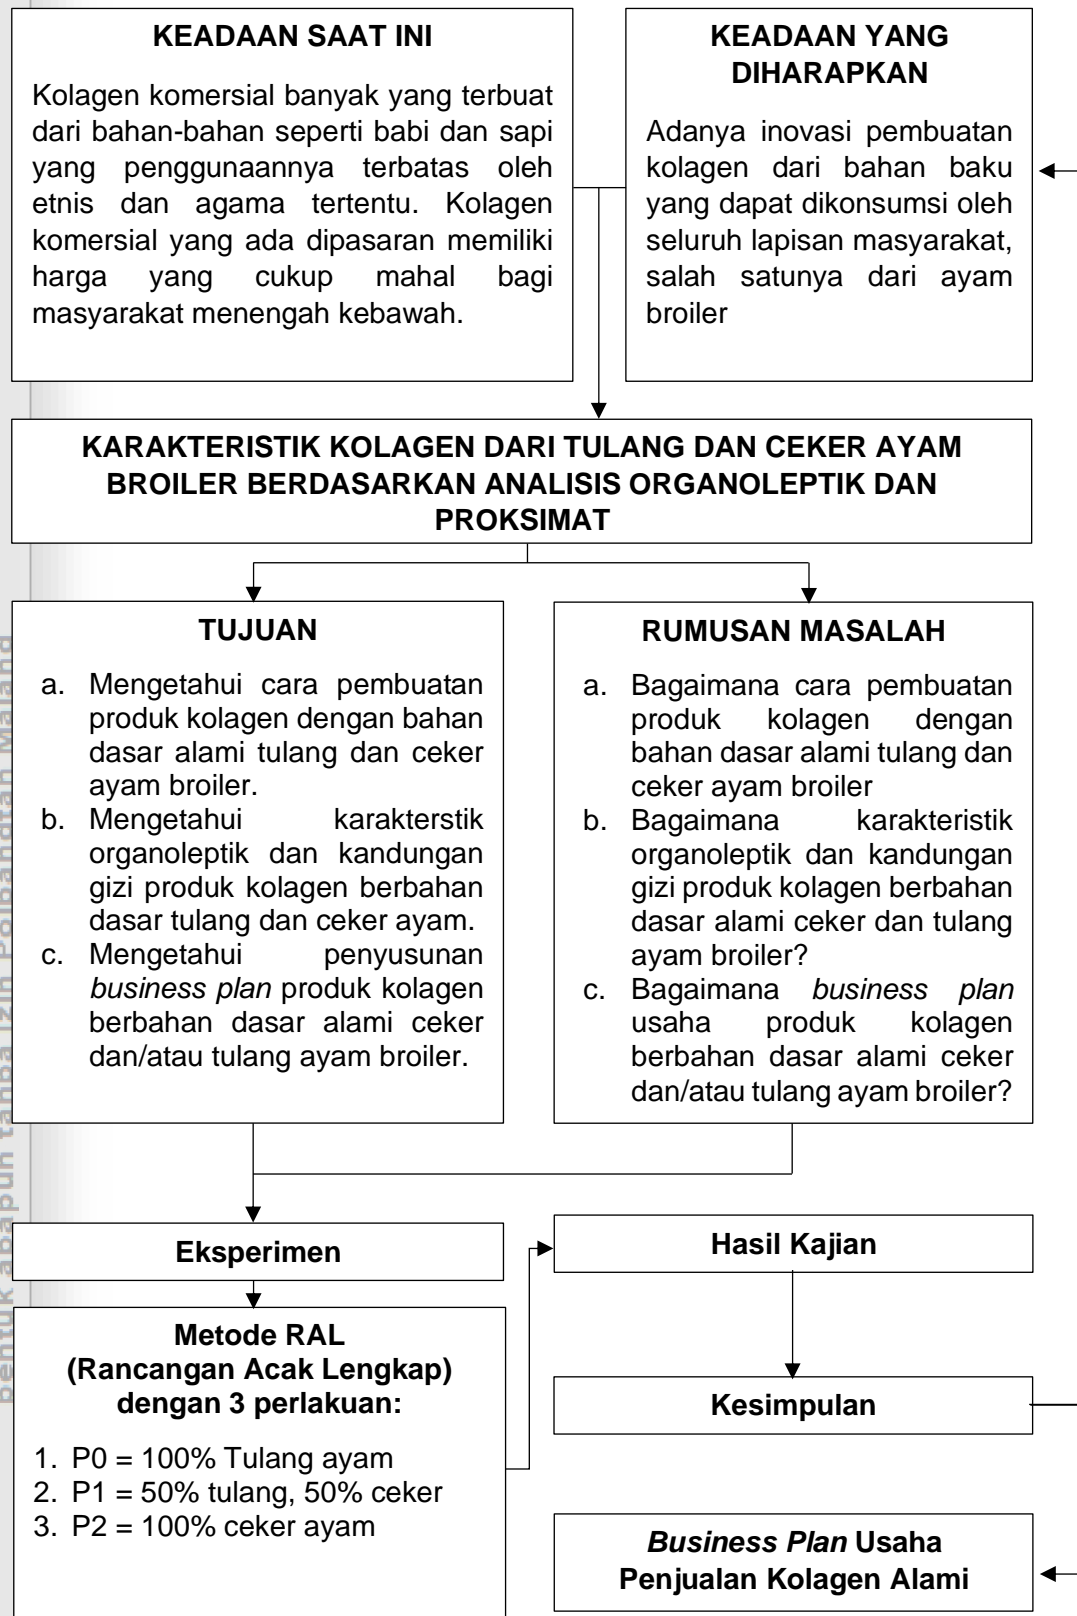 KEADAAN SAAT INI
Kolagen komersial banyak yang terbuat
dari bahan-bahan seperti babi dan sapi
yang penggunaannya terbatas oleh
etnis dan agama tertentu. Kolagen
komersial yang ada dipasaran memiliki
harga yang cukup mahal bagi
masyarakat menengah kebawah.
KEADAAN YANG
DIHARAPKAN
Adanya inovasi pembuatan
kolagen dari bahan baku
yang dapat dikonsumsi oleh
seluruh lapisan masyarakat,
salah satunya dari ayam
broiler
KARAKTERISTIK KOLAGEN DARI TULANG DAN CEKER AYAM
BROILER BERDASARKAN ANALISIS ORGANOLEPTIK DAN
PROKSIMAT
TUJUAN
a. Mengetahui cara pembuatan
produk kolagen dengan bahan
dasar alami tulang dan ceker
ayam broiler.
b. Mengetahui karakterstik
organoleptik dan kandungan
gizi produk kolagen berbahan
dasar tulang dan ceker ayam.
c. Mengetahui penyusunan
business plan produk kolagen
berbahan dasar alami ceker
dan/atau tulang ayam broiler.
RUMUSAN MASALAH
a. Bagaimana cara pembuatan
produk kolagen dengan
bahan dasar alami tulang dan
ceker ayam broiler
b. Bagaimana karakteristik
organoleptik dan kandungan
gizi produk kolagen berbahan
dasar alami ceker dan tulang
ayam broiler?
c. Bagaimana business plan
usaha produk kolagen
berbahan dasar alami ceker
dan/atau tulang ayam broiler?
Eksperimen
Metode RAL
(Rancangan Acak Lengkap)
dengan 3 perlakuan:
1. P0 = 100% Tulang ayam
2. P1 = 50% tulang, 50% ceker
3. P2 = 100% ceker ayam
Hasil Kajian
Kesimpulan
Business Plan Usaha
Penjualan Kolagen Alami
bentuk apapun tanpa izin Polbangtan Malang